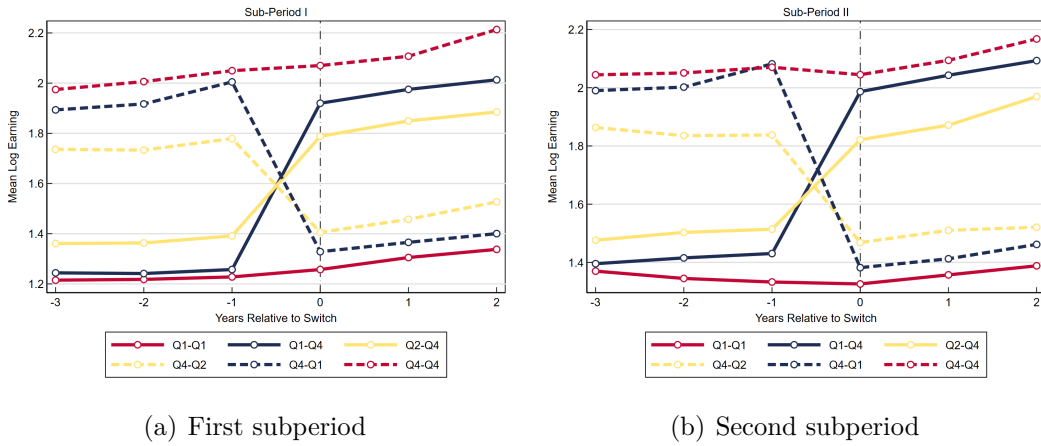 Sub-Period I
Mean Log Earning
2.2
2
1.8
1.6
1.4
1.2
-3 -2 -1 0 1 2
Years Relative to Switch
Q1-Q1 Q1-Q4 Q2-Q4
Q4-Q2 Q4-Q1 Q4-Q4
(a) First subperiod
Sub-Period II
Mean Log Earning
2.2
2
1.8
1.6
1.4
-3 -2 -1 0 1 2
Years Relative to Switch
Q1-Q1 Q1-Q4 Q2-Q4
Q4-Q2 Q4-Q1 Q4-Q4
(b) Second subperiod